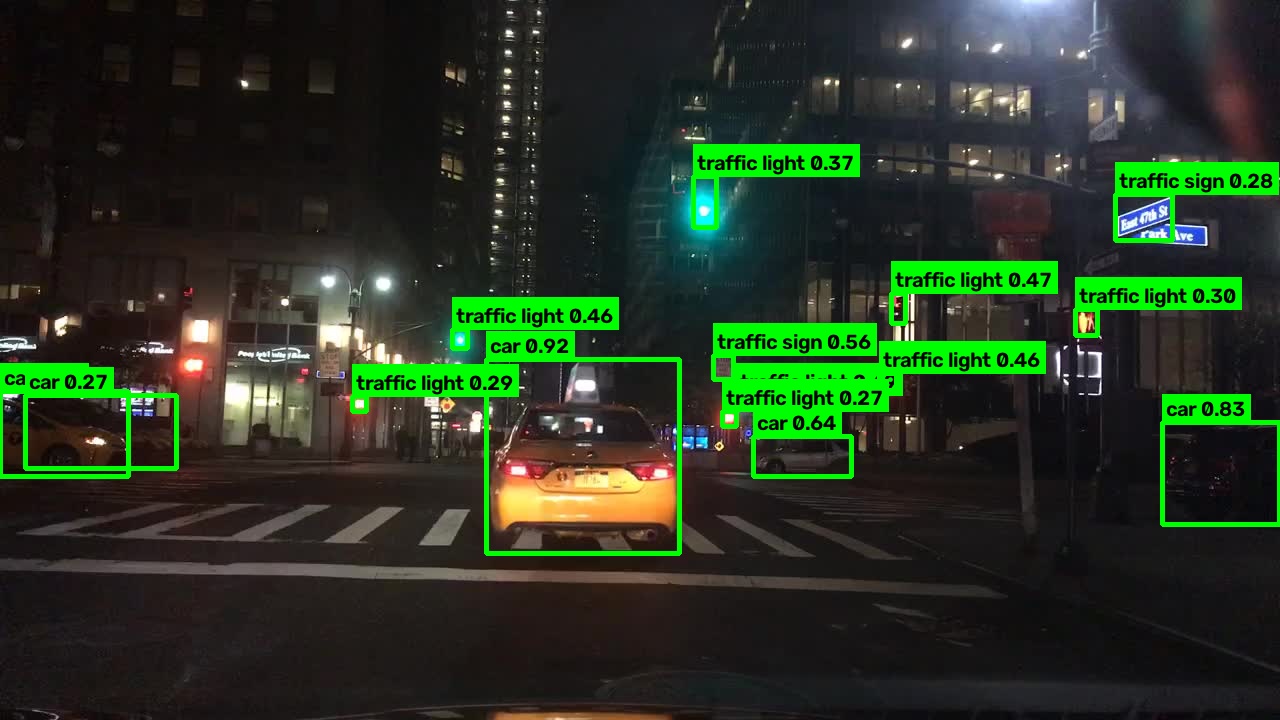 traffic light 0.37
traffic sign 0.28
East 47th St
Park Ave
traffic light 0.47
traffic light 0.30
traffic light 0.46
car 0.92
traffic sign 0.56
traffic light 0.46
car 0.27
traffic light 0.29
traffic light 0.27
car 0.83
car 0.64